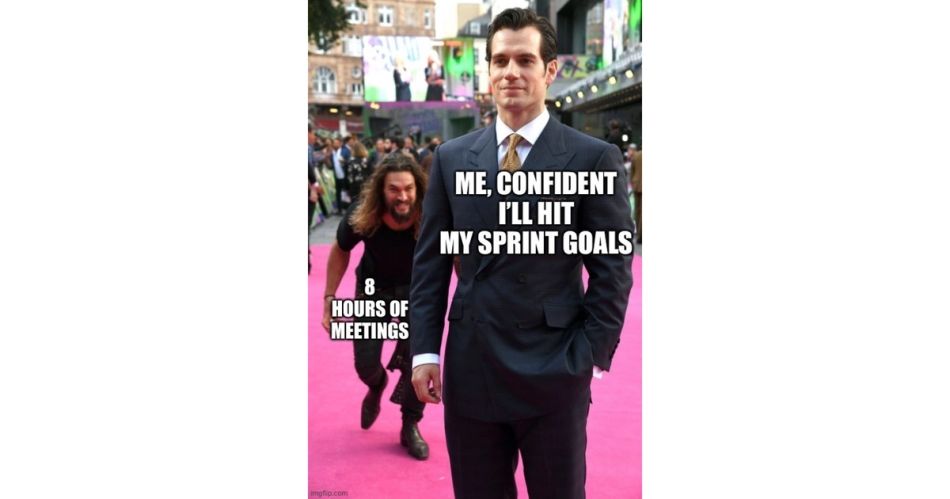 ME, CONFIDENT
I'LL HIT
MY SPRINT GOALS
8
HOURS OF
MEETINGS
imgflip.com